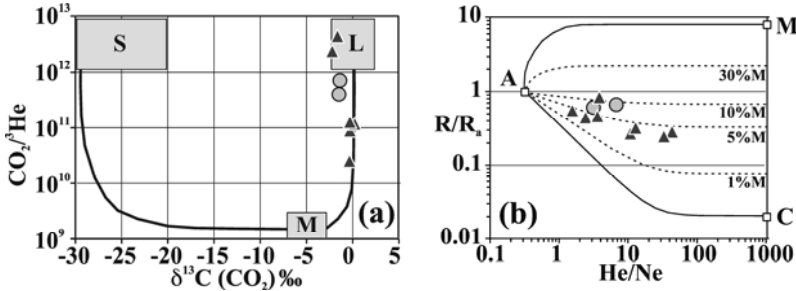 10¹³
10¹²
10¹¹
10¹⁰
10⁹
CO₂/³He
S
L
M
(a)
-30 -25 -20 -15 -10 -5 0 5
δ¹³C (CO₂)‰
100
10
1
0.1
0.01
R/Rₐ
A
M
30%M
10%M
5%M
1%M
C
(b)
0.1 1 10 100 1000
He/Ne